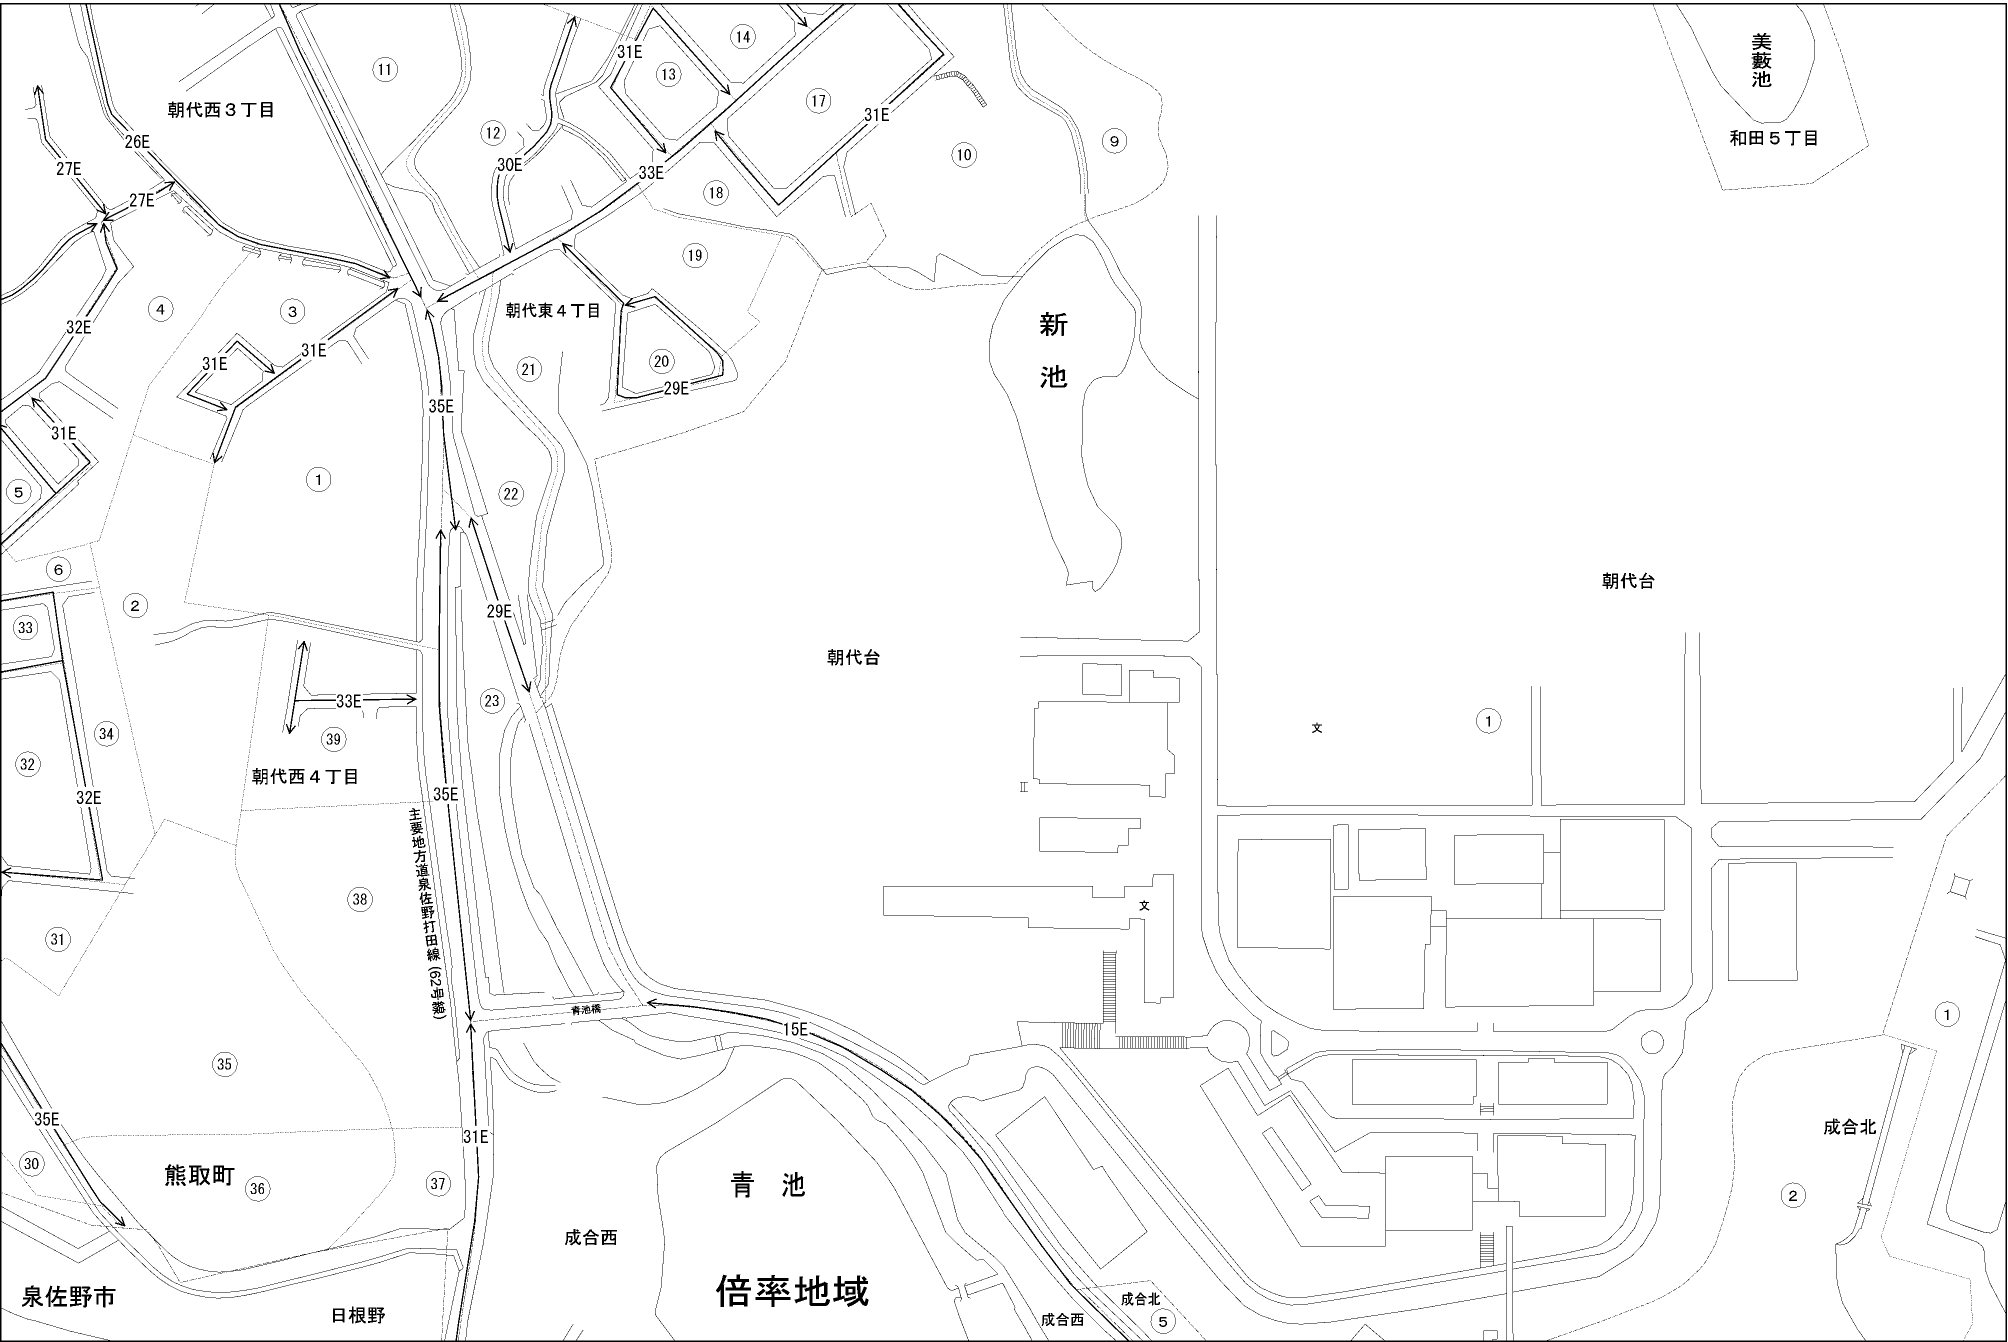 美藪池
和田５丁目
14
31E
13
11
朝代西３丁目
17
31E
26E
12
9
10
27E
30E
33E
18
27E
19
4
3
朝代東４丁目
32E
新池
31E
31E
20
21
29E
35E
31E
1
5
22
6
朝代台
2
29E
33
朝代台
33E
23
文
1
34
39
32
朝代西４丁目
32E
35E
主要地方道泉佐野打田線(62号線)
38
文
31
青池橋
1
15E
35
35E
31E
成合北
30
熊取町
36
37
青池
2
成合西
倍率地域
泉佐野市
日根野
成合北
成合西
5